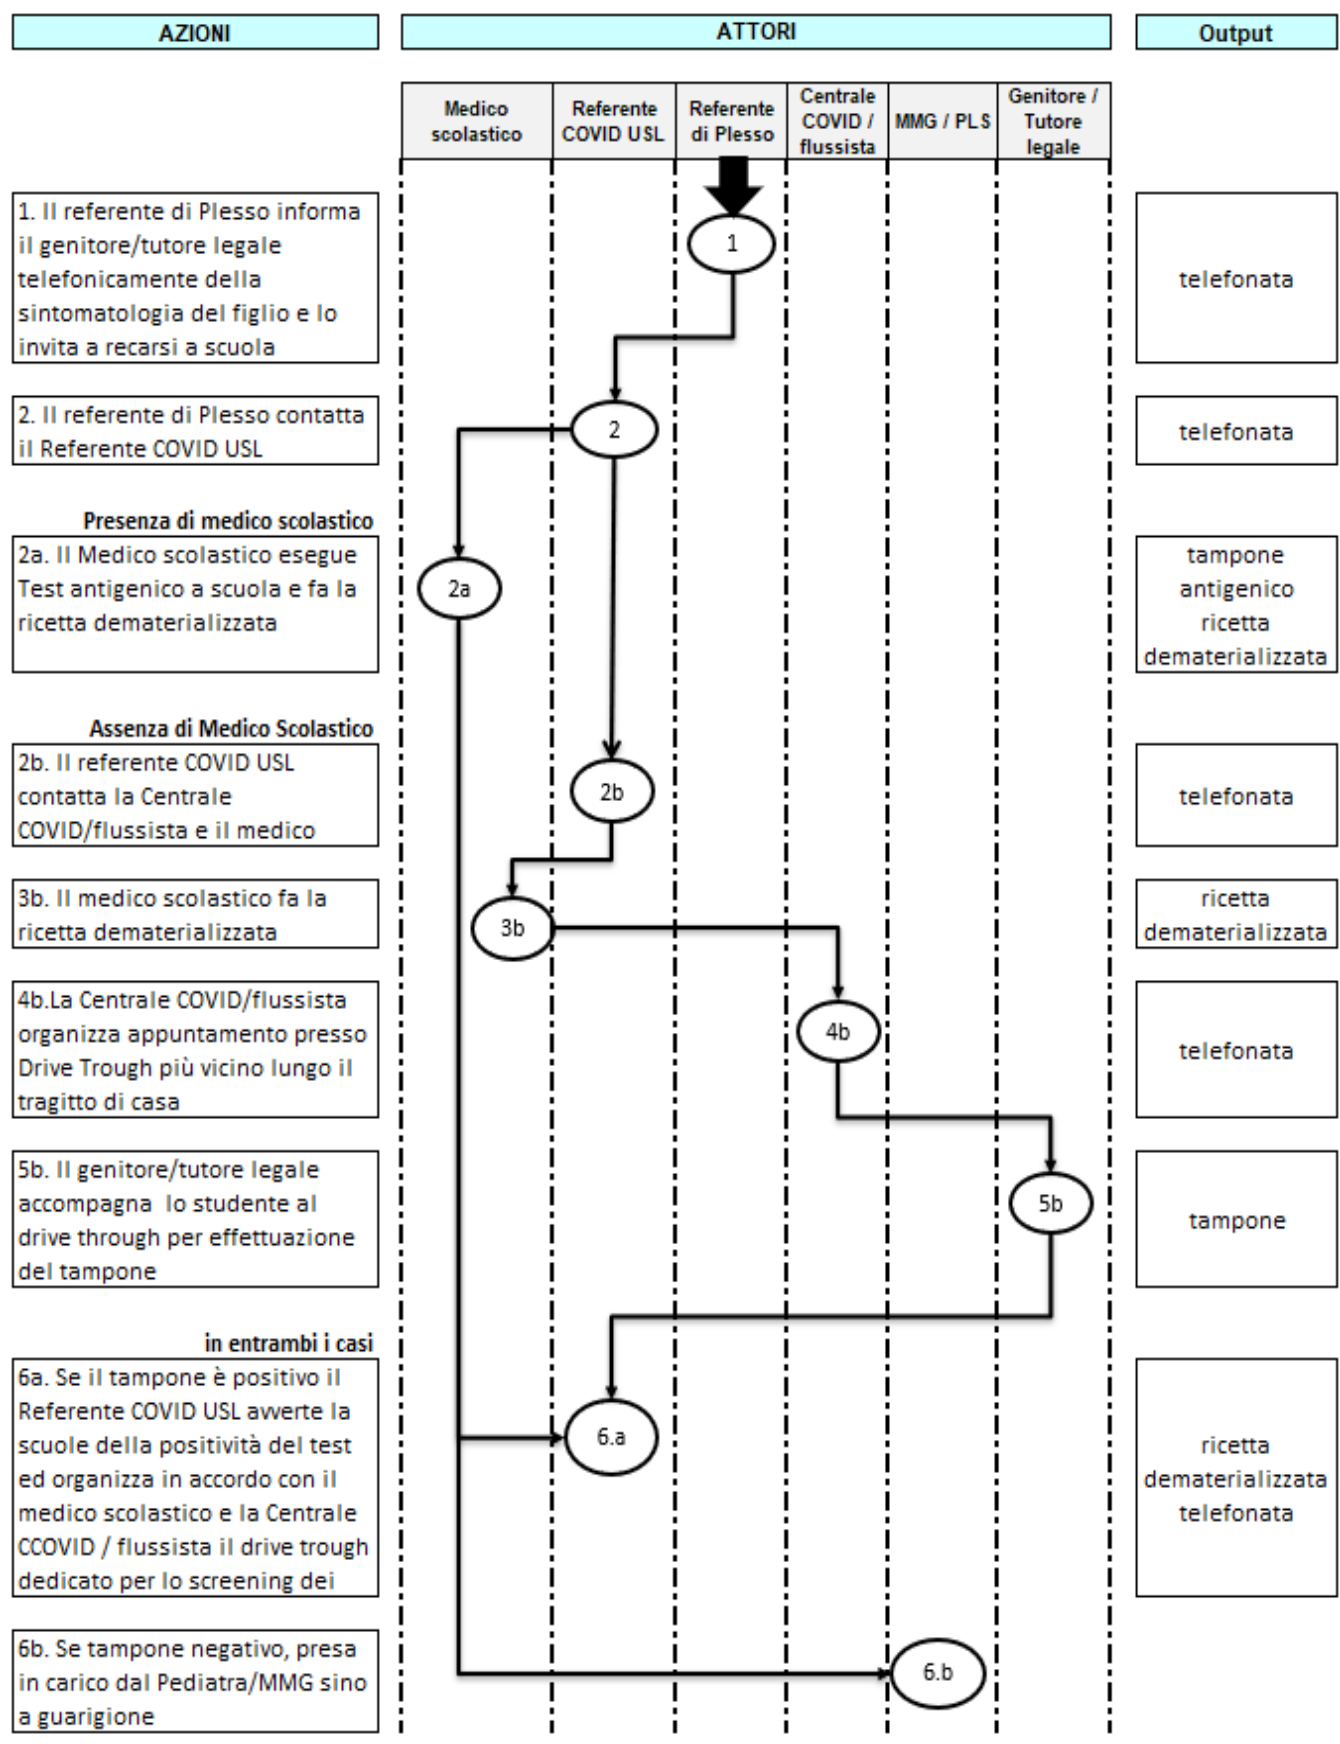 AZIONI
ATTORI
Output
Medico
scolastico
Referente
COVID USL
Referente
di Plesso
Centrale
COVID /
flussista
MMG / PLS
Genitore /
Tutore
legale
1. Il referente di Plesso informa
il genitore/tutore legale
telefonicamente della
sintomatologia del figlio e lo
invita a recarsi a scuola
1
telefonata
2. Il referente di Plesso contatta
il Referente COVID USL
2
telefonata
Presenza di medico scolastico
2a. Il Medico scolastico esegue
Test antigenico a scuola e fa la
ricetta dematerializzata
2a
tampone
antigenico
ricetta
dematerializzata
Assenza di Medico Scolastico
2b. Il referente COVID USL
contatta la Centrale
COVID/flussista e il medico
2b
telefonata
3b. Il medico scolastico fa la
ricetta dematerializzata
3b
ricetta
dematerializzata
4b.La Centrale COVID/flussista
organizza appuntamento presso
Drive Trough più vicino lungo il
tragitto di casa
4b
telefonata
5b. Il genitore/tutore legale
accompagna lo studente al
drive through per effettuazione
del tampone
5b
tampone
in entrambi i casi
6a. Se il tampone è positivo il
Referente COVID USL avverte la
scuole della positività del test
ed organizza in accordo con il
medico scolastico e la Centrale
CCOVID / flussista il drive trough
dedicato per lo screening dei
6.a
ricetta
dematerializzata
telefonata
6b. Se tampone negativo, presa
in carico dal Pediatra/MMG sino
a guarigione
6.b